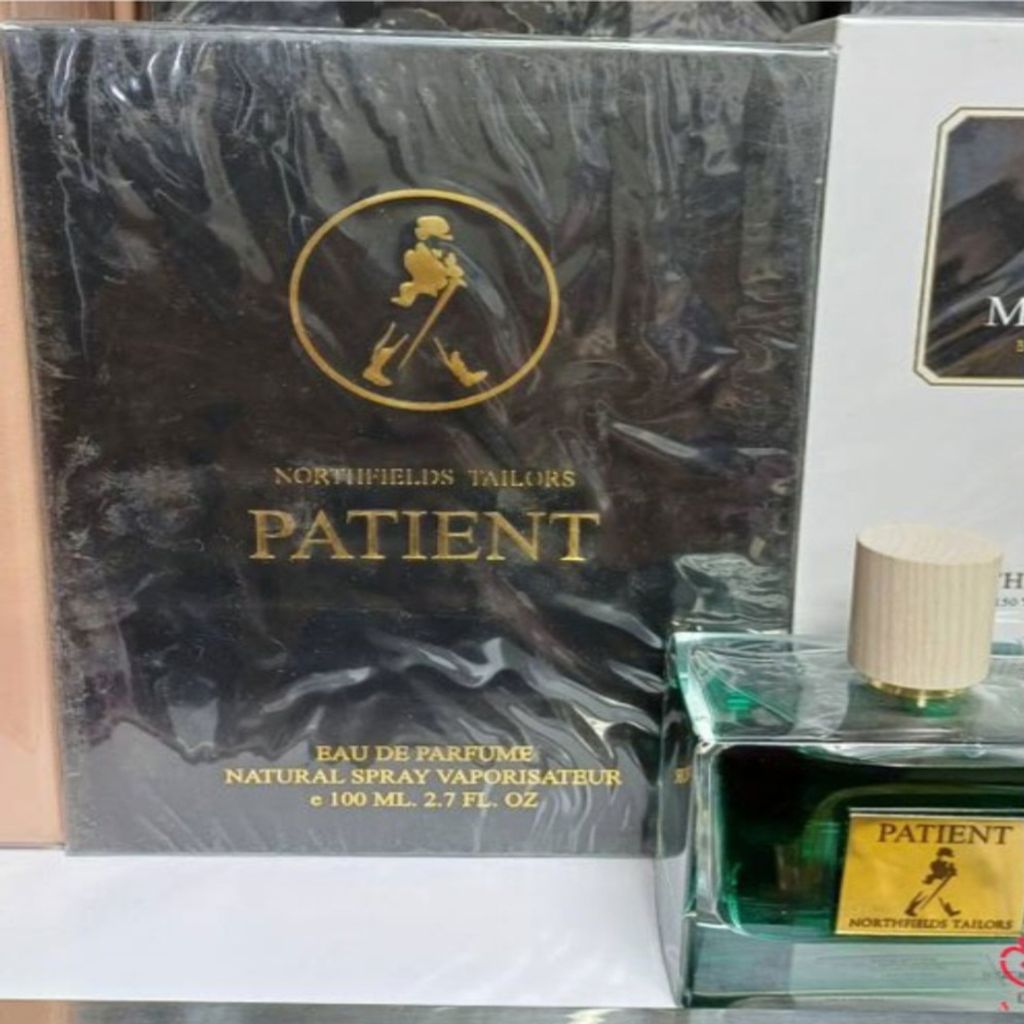 NORTHFIELDS TAILORS
PATIENT
EAU DE PARFUME
NATURAL SPRAY VAPORISATEUR
e 100 ML. 2.7 FL. OZ
M
PATIENT
NORTHFIELDS TAILORS